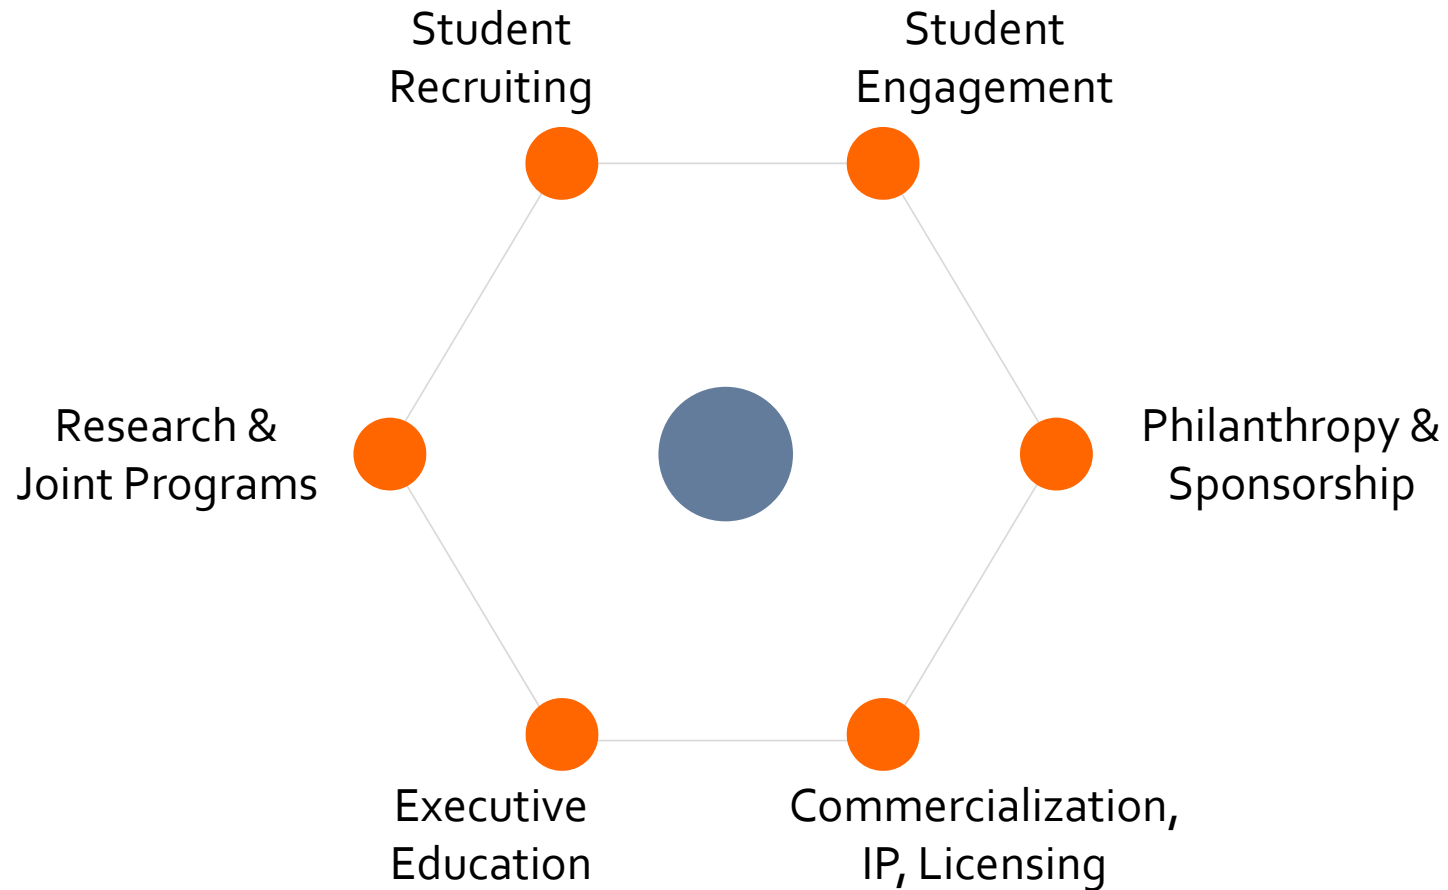 Student
Recruiting
Student
Engagement
Research &
Joint Programs
Philanthropy &
Sponsorship
Executive
Education
Commercialization,
IP, Licensing